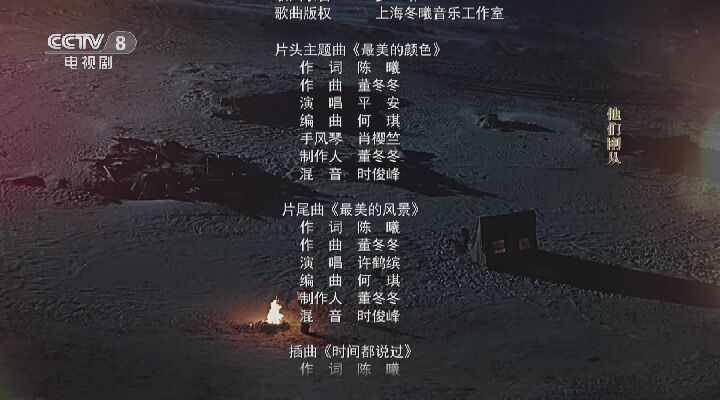 CCTV 8
电视剧
歌曲版权 上海冬曦音乐工作室
片头主题曲《最美的颜色》
作 词 陈 曦
作 曲 董冬冬
演 唱 平 安
编 曲 何 琪
手风琴 肖樱竺
制作人 董冬冬
混 音 时俊峰
片尾曲《最美的风景》
作 词 陈 曦
作 曲 董冬冬
演 唱 许鹤缤
编 曲 何 琪
制作人 董冬冬
混 音 时俊峰
插曲《时间都说过》
作 词 陈 曦
他们